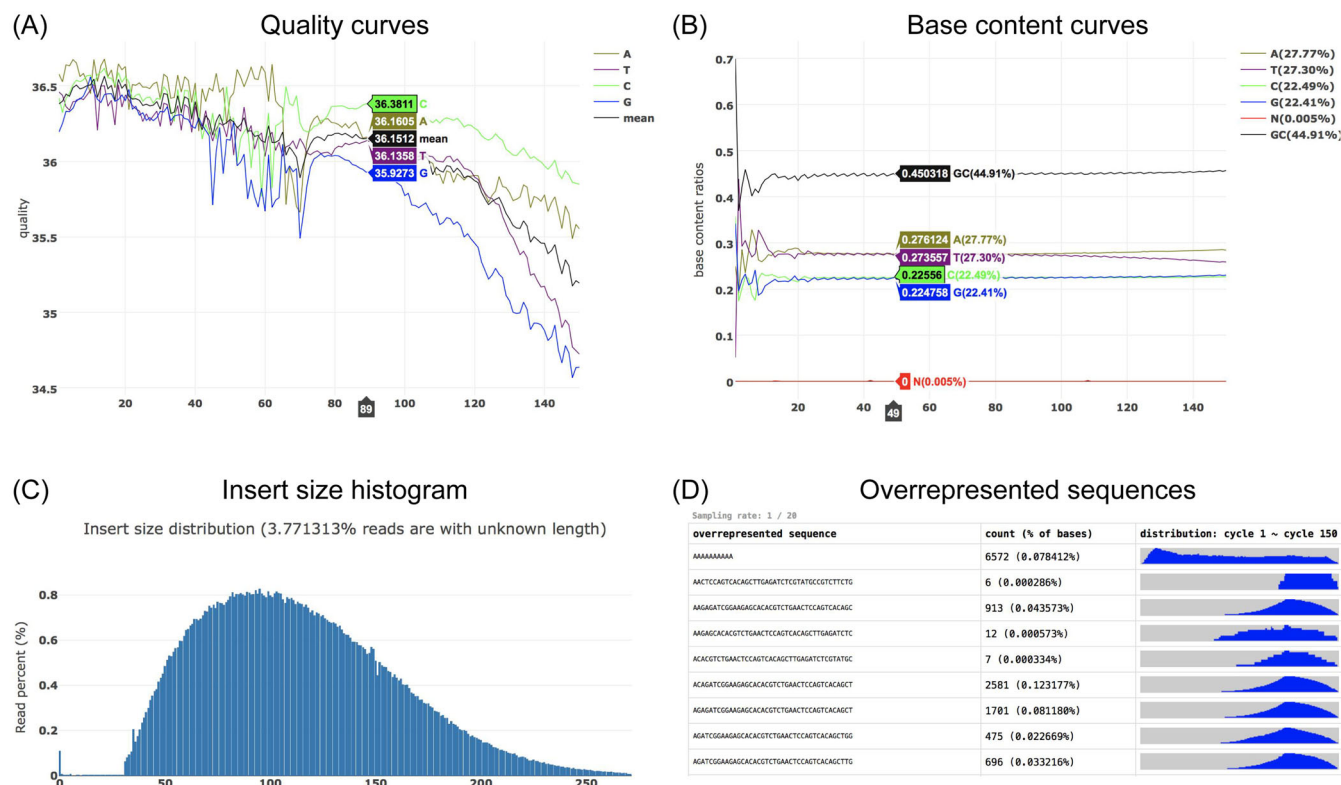 (A) Quality curves
20 40 60 80 100 120 140
36.5
36
35.5
35
34.5
quality
A
T
C
G
mean
36.3811 C
36.1605 A
36.1512 mean
36.1358 T
35.9273 G
89
(B) Base content curves
0.7
0.6
0.5
0.4
0.3
0.2
0.1
0
base content ratios
A(27.77%)
T(27.30%)
C(22.49%)
G(22.41%)
N(0.005%)
GC(44.91%)
0.450318 GC(44.91%)
0.276124 A(27.77%)
0.273557 T(27.30%)
0.22556 C(22.49%)
0.224758 G(22.41%)
0 N(0.005%)
20 40 60 80 100 120 140
49
(C) Insert size histogram
Insert size distribution (3.771313% reads are with unknown length)
0.8
0.6
0.4
0.2
0
Read percent (%)
50 100 150 200 250
(D) Overrepresented sequences
Sampling rate: 1 / 20
overrepresented sequence count (% of bases) distribution: cycle 1 ~ cycle 150
AAAAAAAAAA 6572 (0.078412%)
AACTCCAGTCACAGCTTGAGATCTCGTATGCCGTCTTCTG 6 (0.000286%)
AAGAGATCGGAAGAGCACACGTCTGAACTCCAGTCACAGC 913 (0.043573%)
AAGAGCACACGTCTGAACTCCAGTCACAGCTTGAGATCTC 12 (0.000573%)
ACACGTCTGAACTCCAGTCACAGCTTGAGATCTCGTATGC 7 (0.000334%)
ACAGATCGGAAGAGCACACGTCTGAACTCCAGTCACAGCT 2581 (0.123177%)
AGAGATCGGAAGAGCACACGTCTGAACTCCAGTCACAGCT 1701 (0.081180%)
AGATCGGAAGAGCACACGTCTGAACTCCAGTCACAGCTGG 475 (0.022669%)
AGATCGGAAGAGCACACGTCTGAACTCCAGTCACAGCTTG 696 (0.033216%)